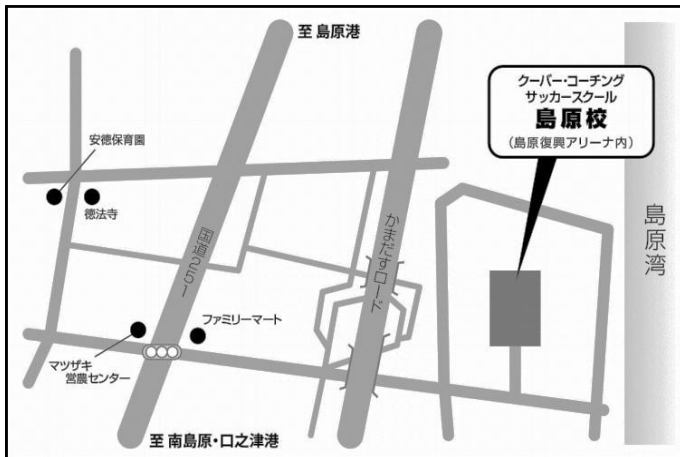 至 島原港
クーバー・コーチング
サッカースクール
島原校
(島原復興アリーナ内)
安徳保育園
徳法寺
国道251
かまだすロード
島原湾
ファミリーマート
マツザキ
営農センター
至 南島原・口之津港